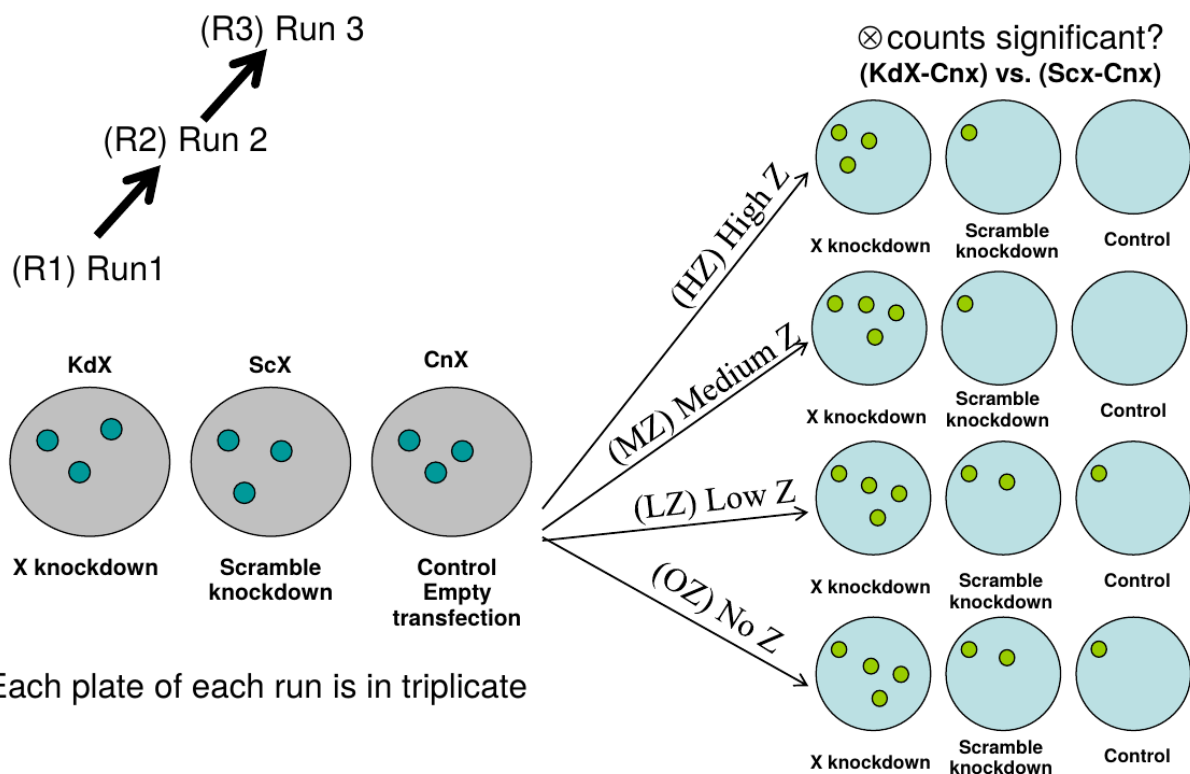 (R3) Run 3
(R2) Run 2
(R1) Run1
KdX
ScX
CnX
X knockdown
Scramble
knockdown
Control
Empty
transfection
Each plate of each run is in triplicate
(HZ) High Z
(MZ) Medium Z
(LZ) Low Z
(OZ) No Z
⊗counts significant?
(KdX-Cnx) vs. (Scx-Cnx)
X knockdown
Scramble
knockdown
Control
X knockdown
Scramble
knockdown
Control
X knockdown
Scramble
knockdown
Control
X knockdown
Scramble
knockdown
Control